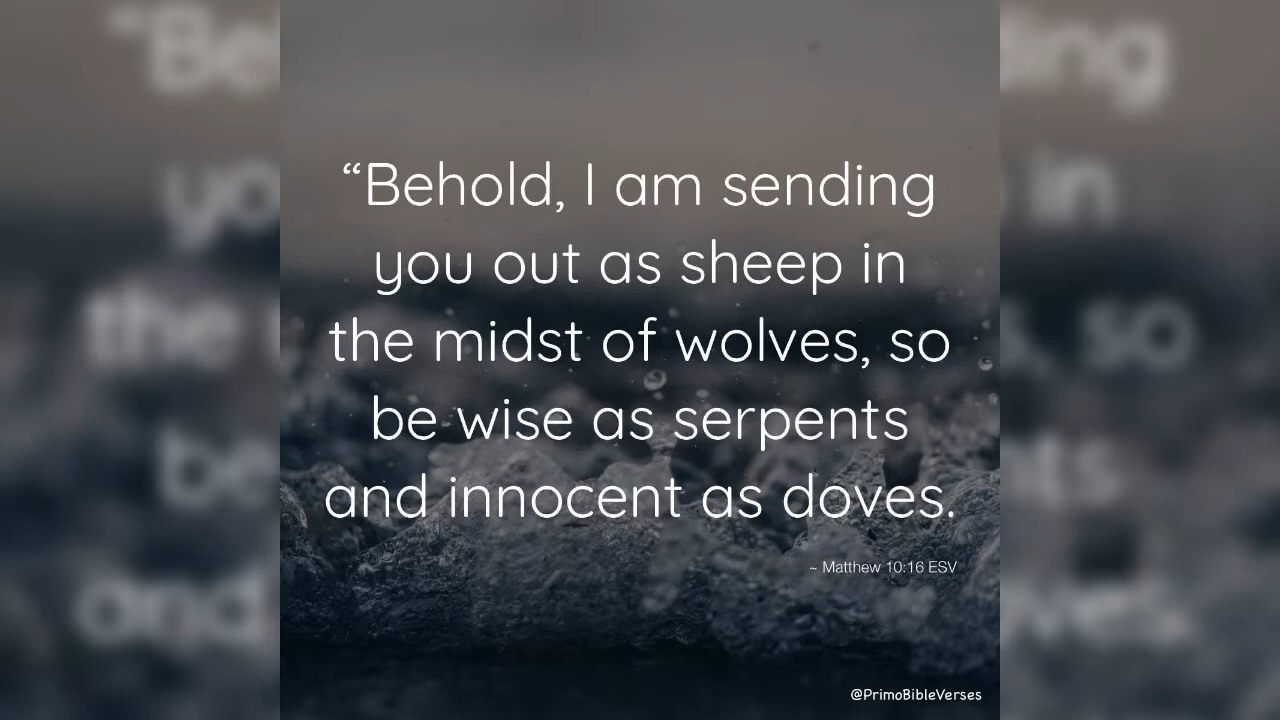 “Behold, I am sending
you out as sheep in
the midst of wolves, so
be wise as serpents
and innocent as doves.
~ Matthew 10:16 ESV
@PrimoBibleVerses